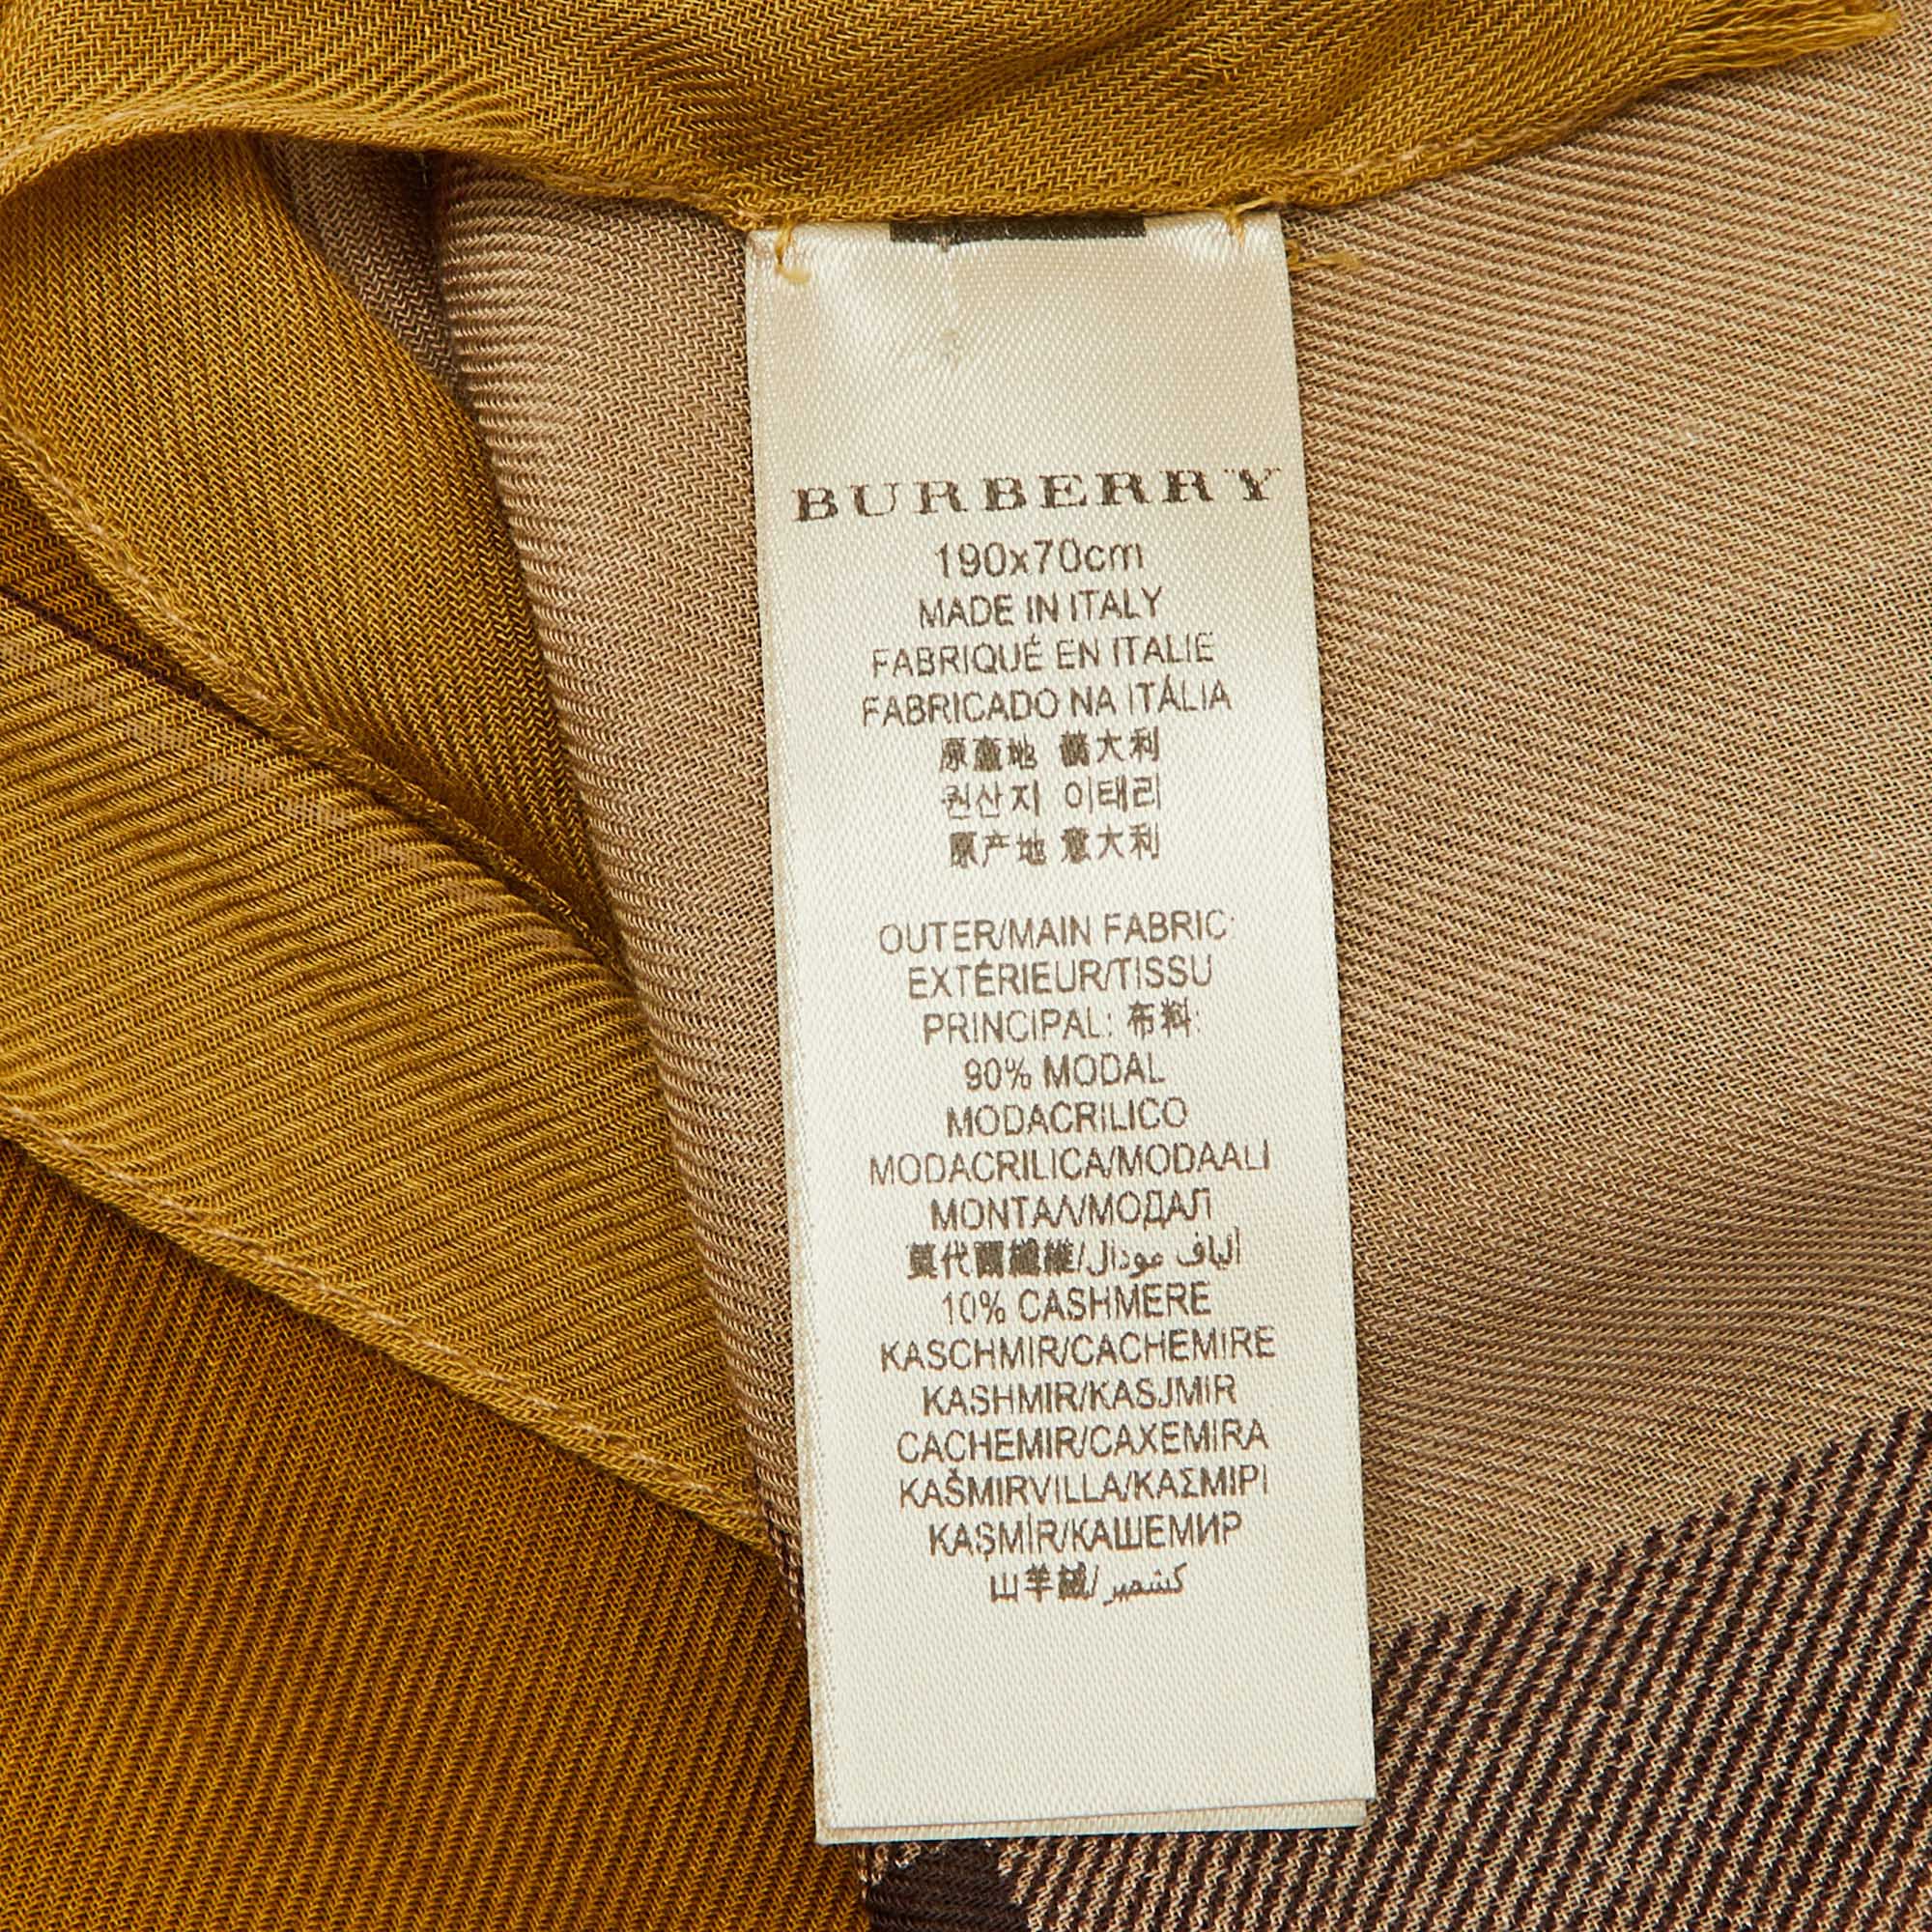 BURBERRY
190x70cm
MADE IN ITALY
FABRIQUÉ EN ITALIE
FABRICADO NA ITÁLIA
原產地 義大利
권산지 이태리
原产地 意大利
OUTER/MAIN FABRIC:
EXTÉRIEUR/TISSU
PRINCIPAL: 布料:
90% MODAL
MODACRILICO
MODACRILICA/MODAALI
ΜΟΝΤΑΛ/МОДАЛ
莫代爾纖維/ألياف مودال
10% CASHMERE
KASCHMIR/CACHEMIRE
KASHMIR/KASJMIR
CACHEMIR/CAXEMIRA
KAŠMIRVILLA/ΚΑΣΜΙΡΙ
KAŞMİR/КАШЕМИР
山羊絨/كشمير